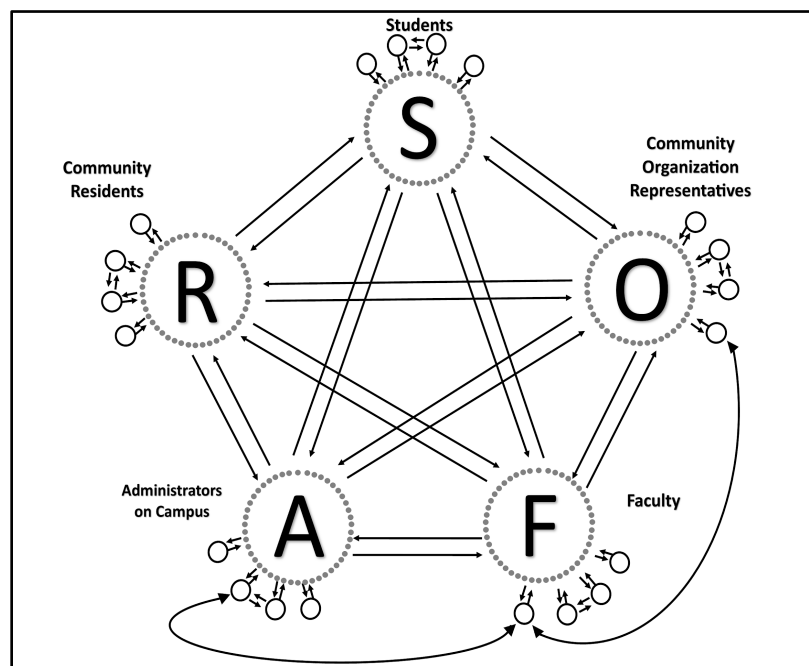 Students
S
Community
Organization
Representatives
Community
Residents
R
O
Administrators
on Campus
A
F
Faculty